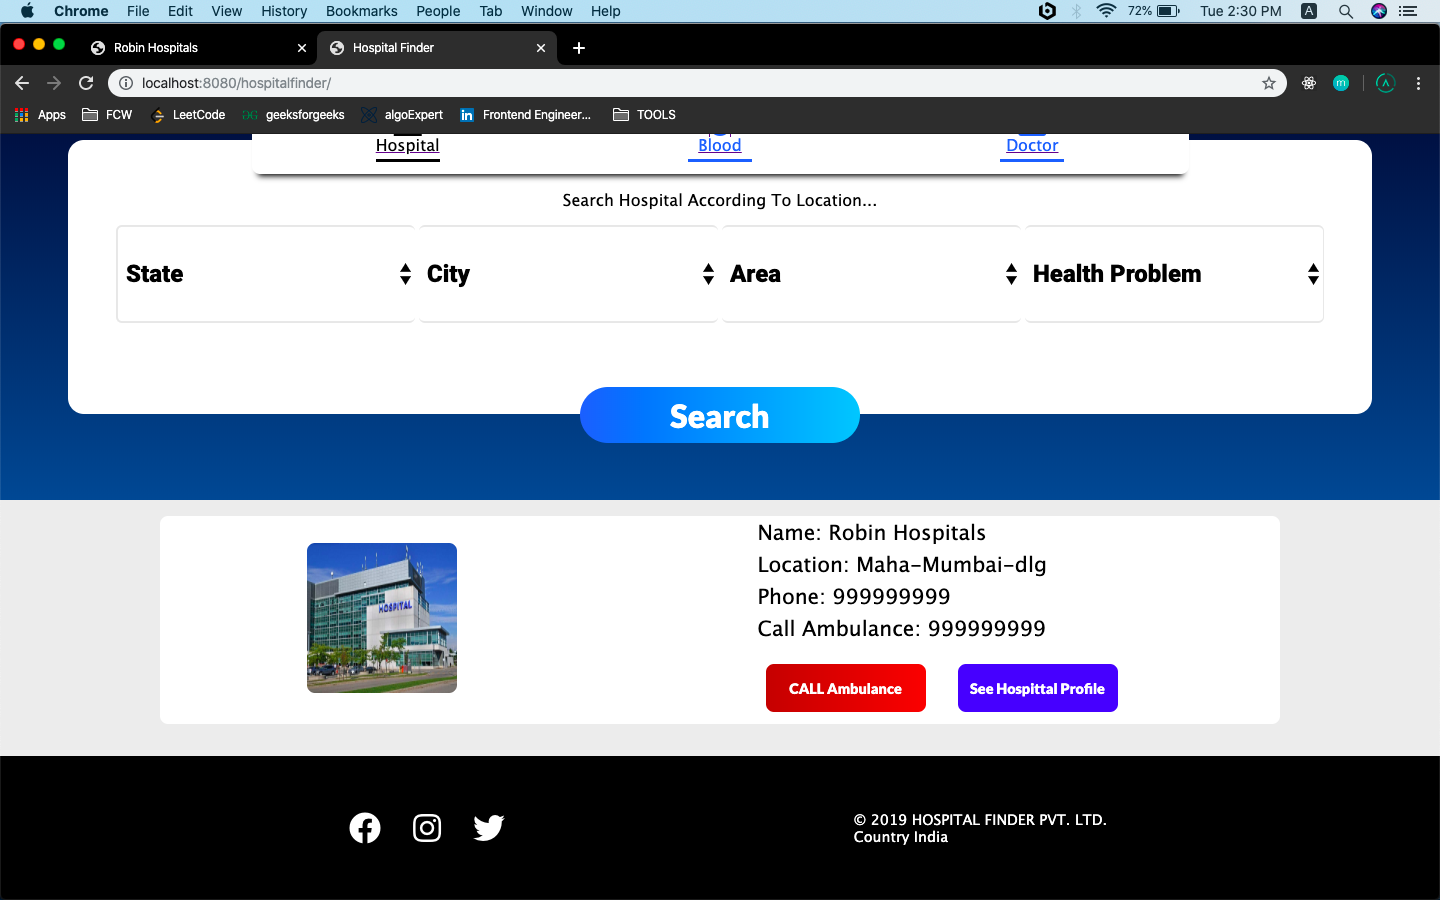 Chrome File Edit View History Bookmarks People Tab Window Help 72% Tue 2:30 PM A
Robin Hospitals Hospital Finder
localhost:8080/hospitalfinder/
Apps FCW LeetCode geeksforgeeks algoExpert Frontend Engineer... TOOLS
Hospital Blood Doctor
Search Hospital According To Location...
State City Area Health Problem
Search
HOSPITAL
Name: Robin Hospitals
Location: Maha-Mumbai-dlg
Phone: 999999999
Call Ambulance: 999999999
CALL Ambulance See Hospittal Profile
© 2019 HOSPITAL FINDER PVT. LTD.
Country India